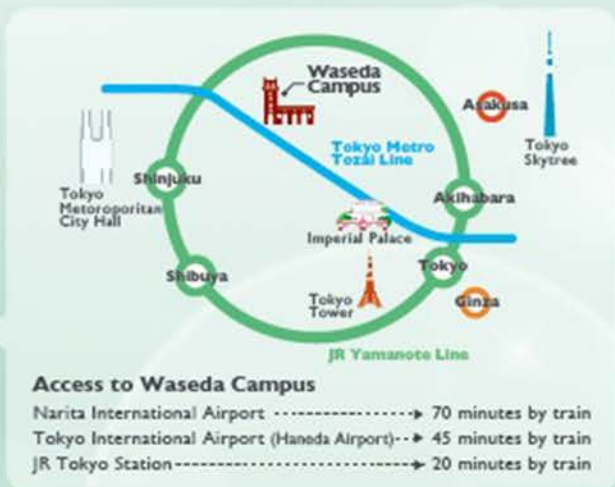 Waseda
Campus
Asakusa
Tokyo Metro
Tozai Line
Tokyo
Skytree
Shinjuku
Tokyo
Metoroporitan
City Hall
Akihabara
Imperial Palace
Shibuya
Tokyo
Tokyo
Tower
Ginza
JR Yamanote Line
Access to Waseda Campus
Narita International Airport 70 minutes by train
Tokyo International Airport (Haneda Airport) 45 minutes by train
JR Tokyo Station 20 minutes by train